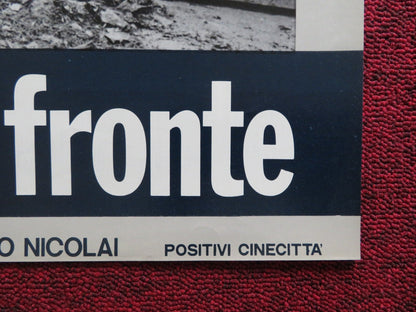 fronte
O NICOLAI POSITIVI CINECITTA'